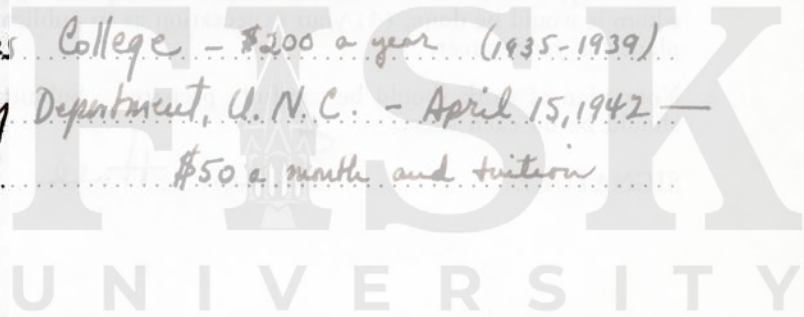 College – $200 a year (1935-1939)
Department, U. N. C. – April 15, 1942 —
$50 a month and tuition
FISK
UNIVERSITY